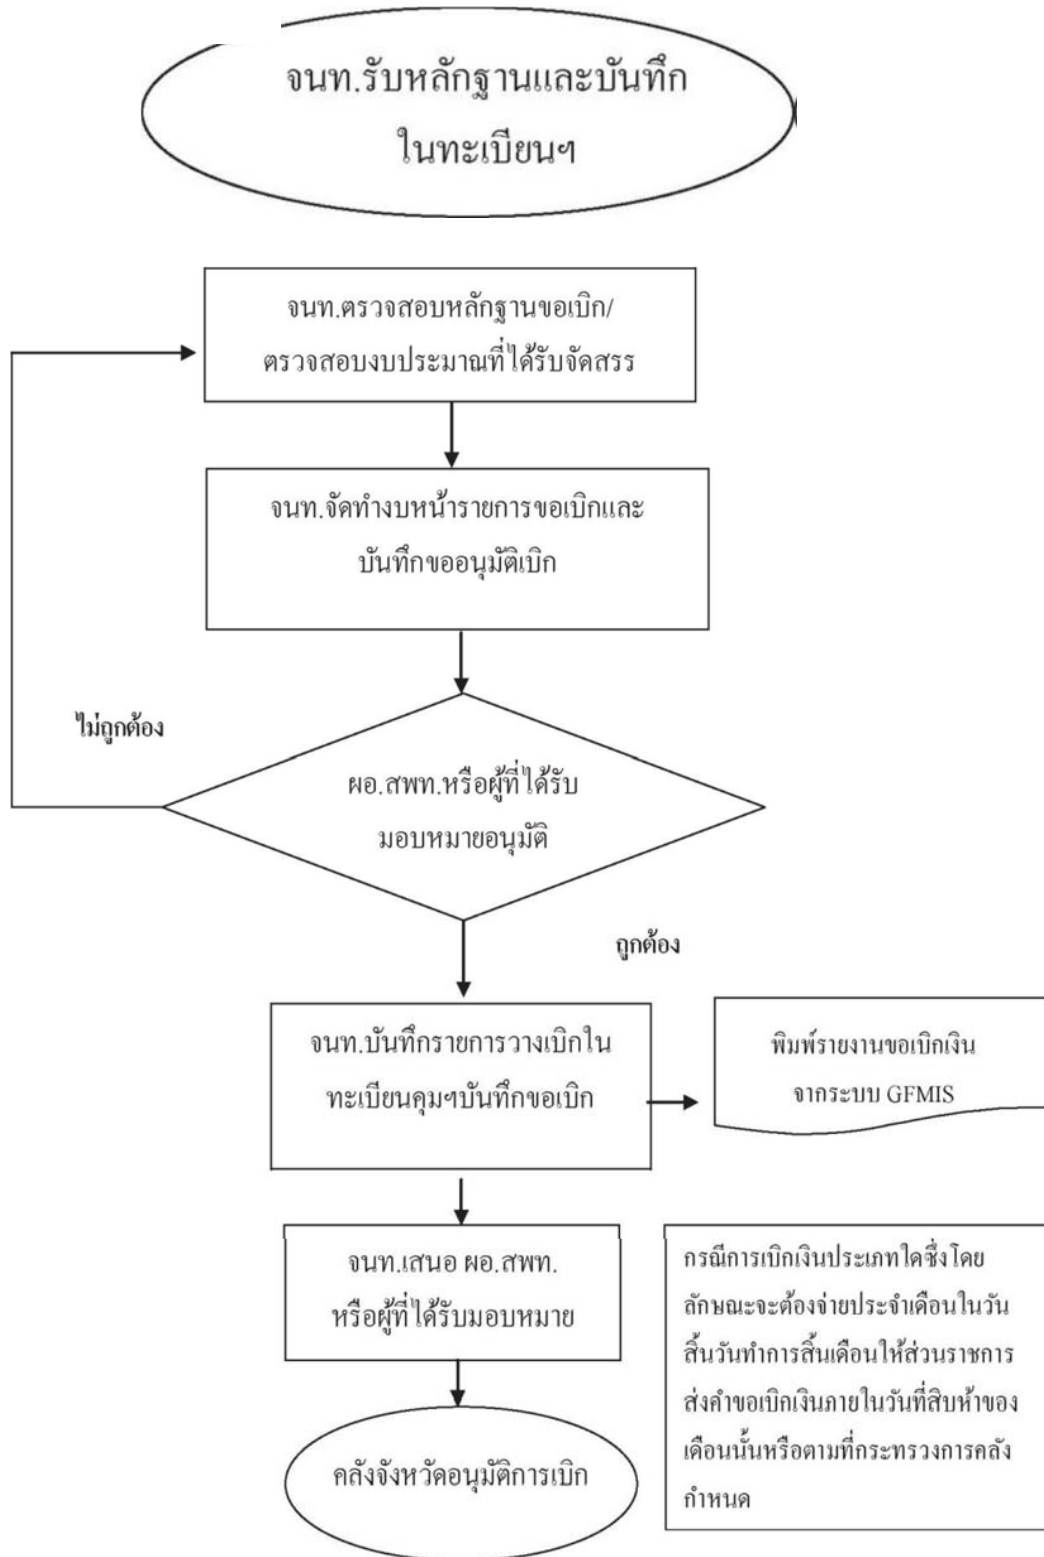 จนท.รับหลักฐานและบันทึก
ในทะเบียนฯ
จนท.ตรวจสอบหลักฐานขอเบิก/
ตรวจสอบงบประมาณที่ได้รับจัดสรร
จนท.จัดทำงบหน้ารายการขอเบิกและ
บันทึกขออนุมัติเบิก
ไม่ถูกต้อง
ผอ.สพท.หรือผู้ที่ได้รับ
มอบหมายอนุมัติ
ถูกต้อง
จนท.บันทึกรายการวางเบิกใน
ทะเบียนคุมฯบันทึกขอเบิก
พิมพ์รายงานขอเบิกเงิน
จากระบบ GFMIS
จนท.เสนอ ผอ.สพท.
หรือผู้ที่ได้รับมอบหมาย
กรณีการเบิกเงินประเภทใดซึ่งโดย
ลักษณะจะต้องจ่ายประจำเดือนในวัน
สิ้นวันทำการสิ้นเดือนให้ส่วนราชการ
ส่งคำขอเบิกเงินภายในวันที่สิบห้าของ
เดือนนั้นหรือตามที่กระทรวงการคลัง
กำหนด
คลังจังหวัดอนุมัติการเบิก